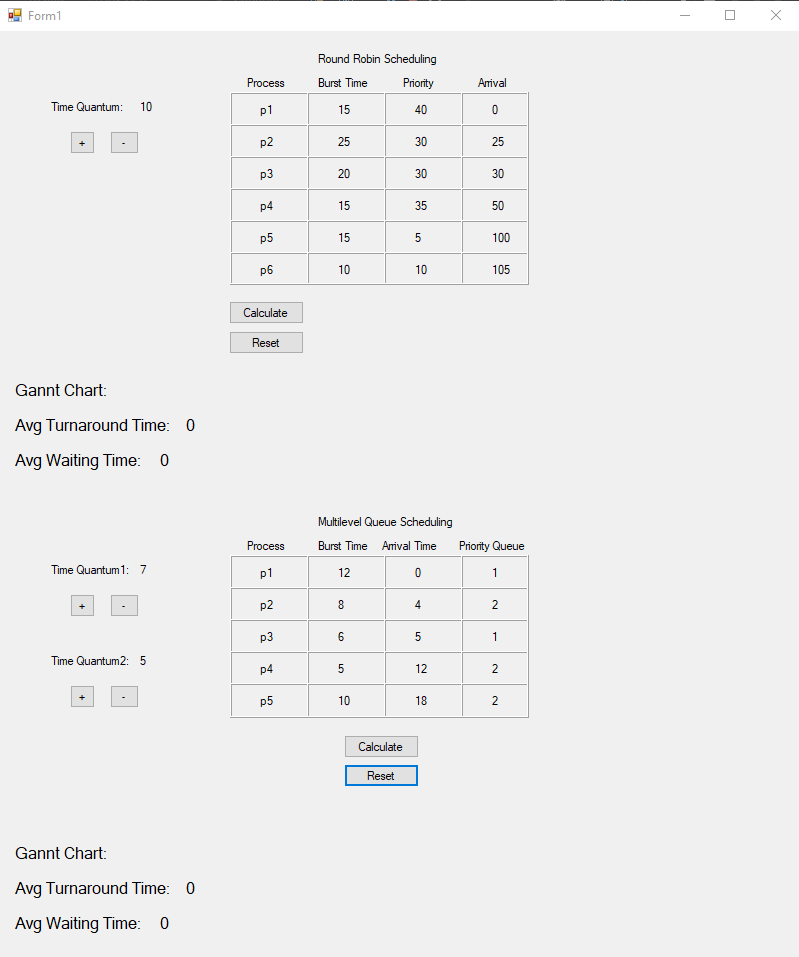 Form1
Round Robin Scheduling
Process Burst Time Priority Arrival
Time Quantum: 10
+ -
p1 15 40 0
p2 25 30 25
p3 20 30 30
p4 15 35 50
p5 15 5 100
p6 10 10 105
Calculate
Reset
Gannt Chart:
Avg Turnaround Time: 0
Avg Waiting Time: 0
Multilevel Queue Scheduling
Process Burst Time Arrival Time Priority Queue
Time Quantum1: 7
+ -
Time Quantum2: 5
+ -
p1 12 0 1
p2 8 4 2
p3 6 5 1
p4 5 12 2
p5 10 18 2
Calculate
Reset
Gannt Chart:
Avg Turnaround Time: 0
Avg Waiting Time: 0